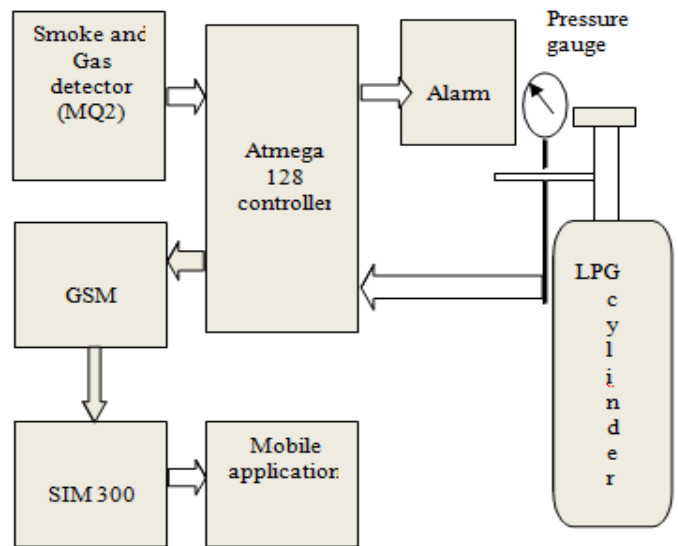 Smoke and
Gas
detector
(MQ2)
Atmega
128
controller
Alarm
Pressure
gauge
GSM
LPG
c
y
l
i
n
d
e
r
SIM 300
Mobile
application